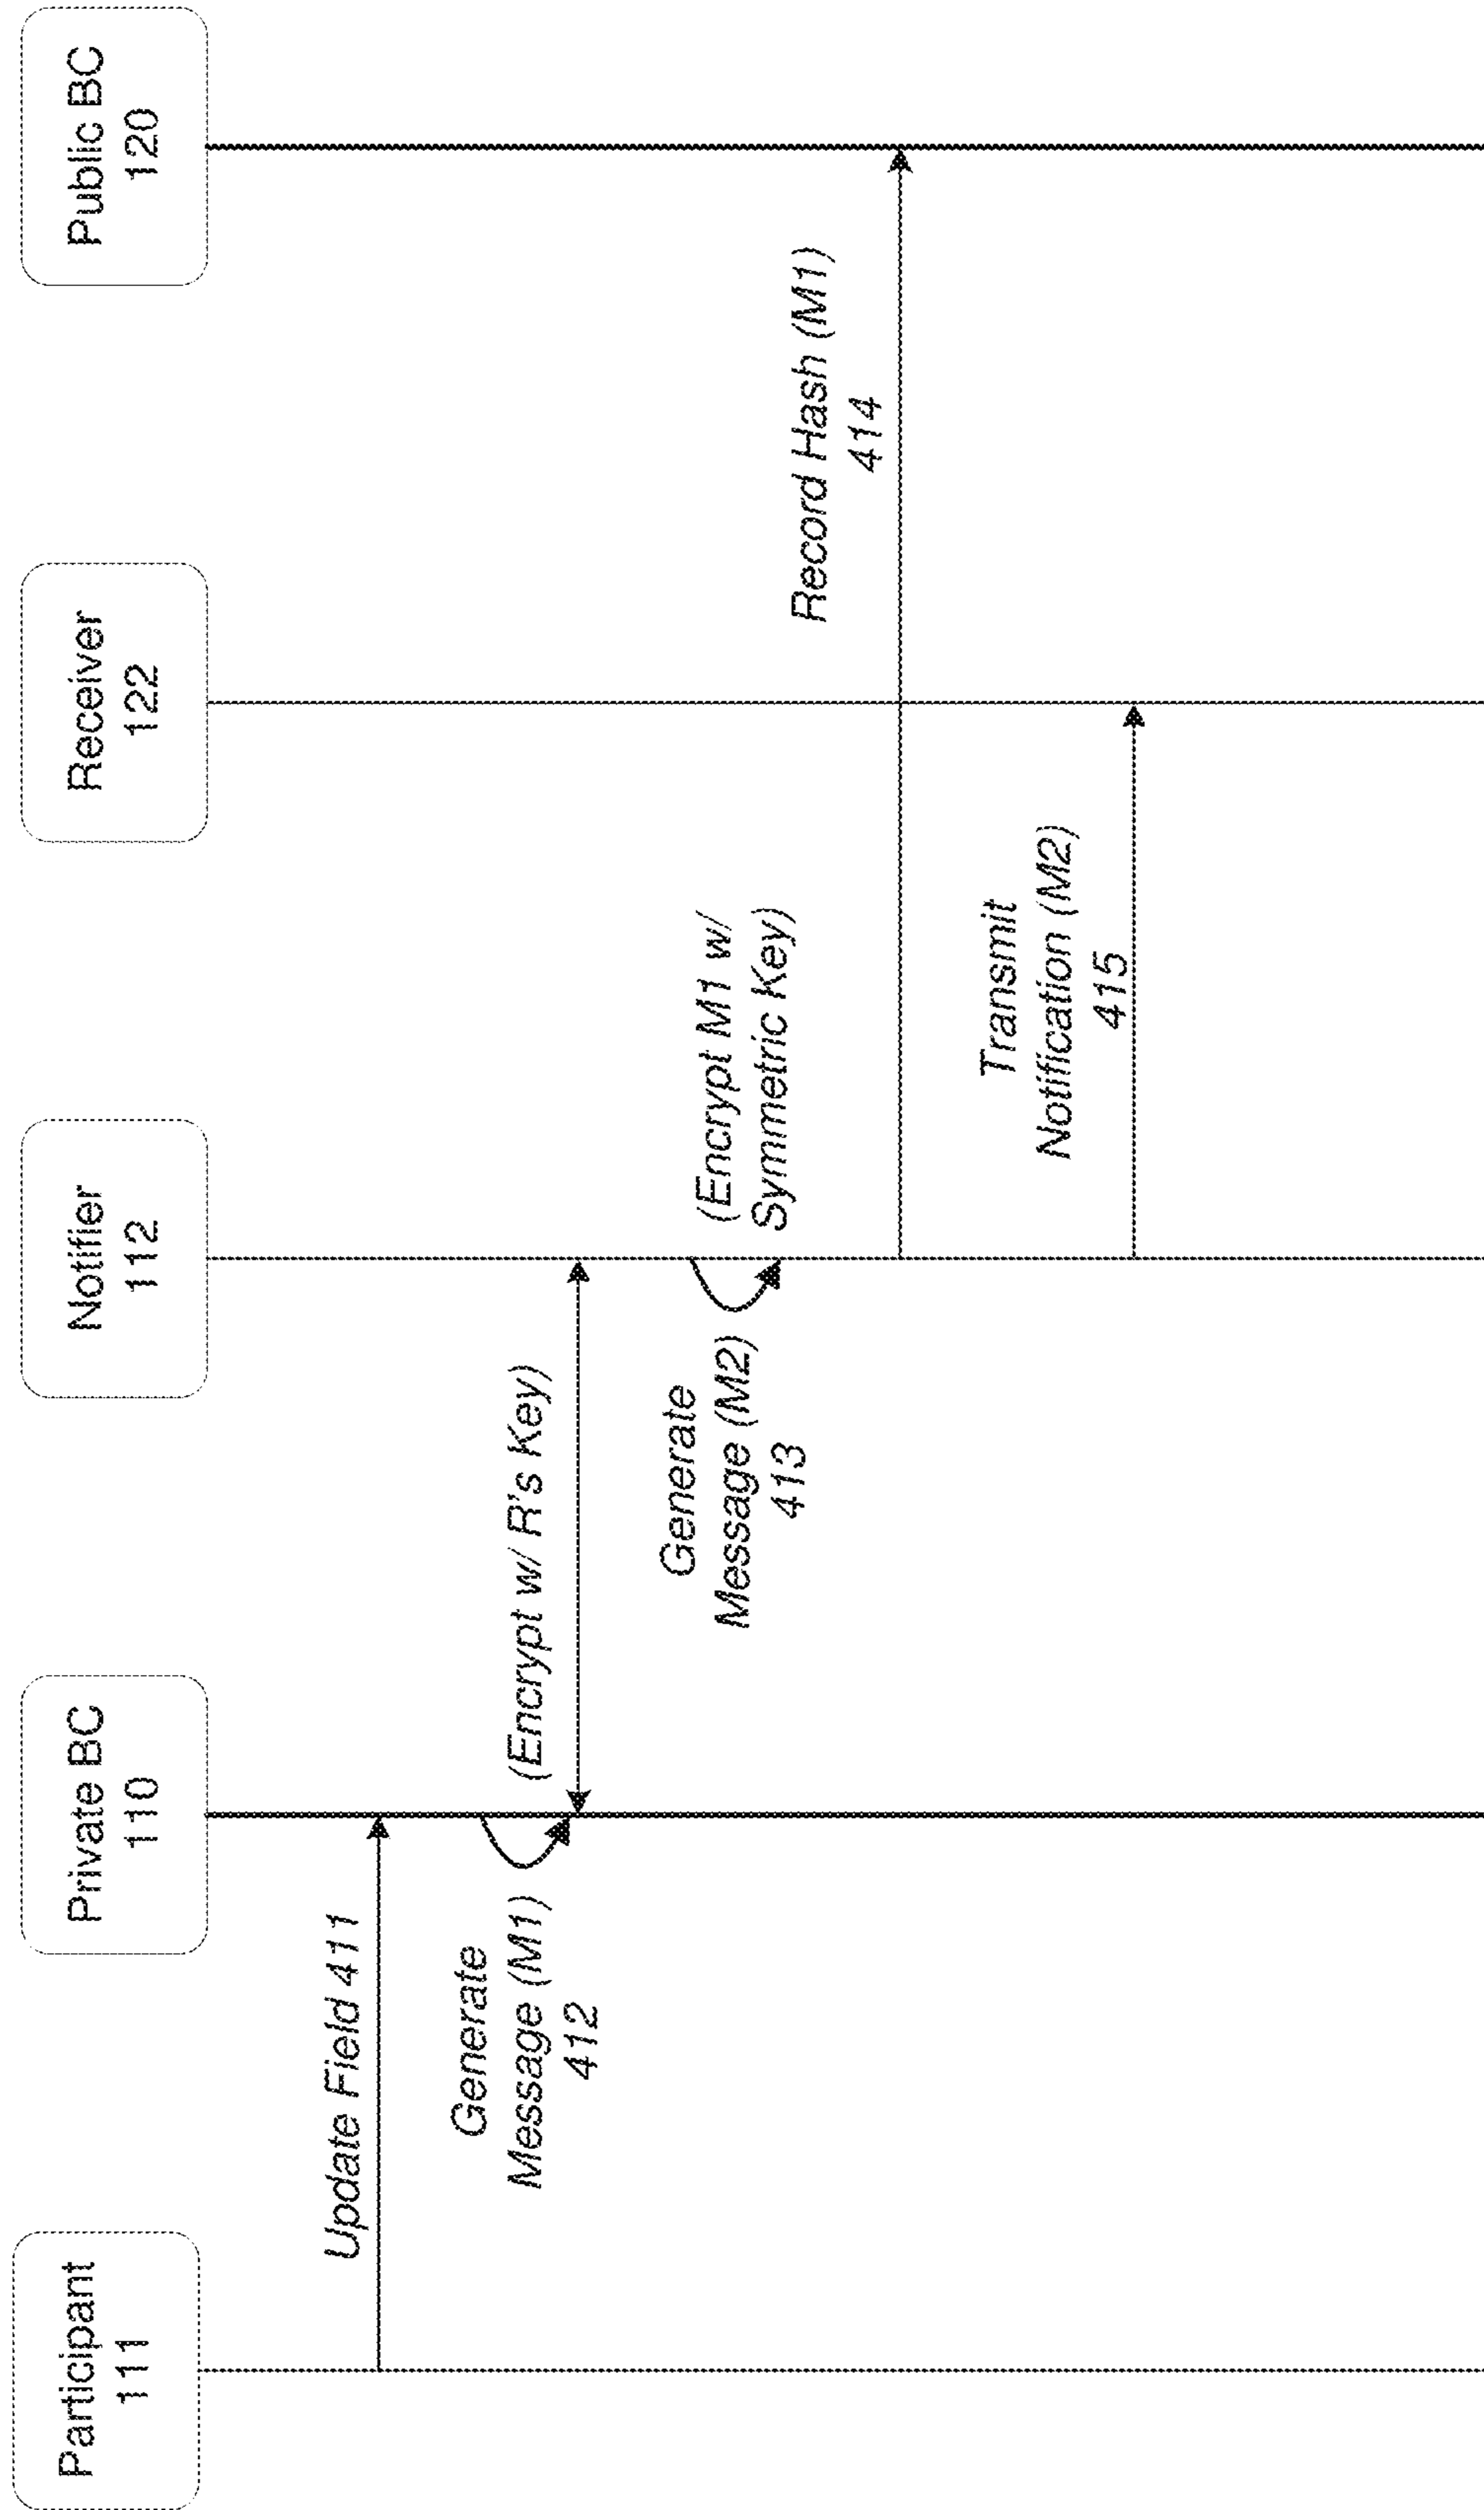 Participant
111
Private BC
110
Notifier
112
Receiver
122
Public BC
120
Update Field 411
Generate
Message (M1)
412
(Encrypt w/ R's Key)
Generate
Message (M2)
413
(Encrypt M1 w/
Symmetric Key)
Record Hash (M1)
414
Transmit
Notification (M2)
415